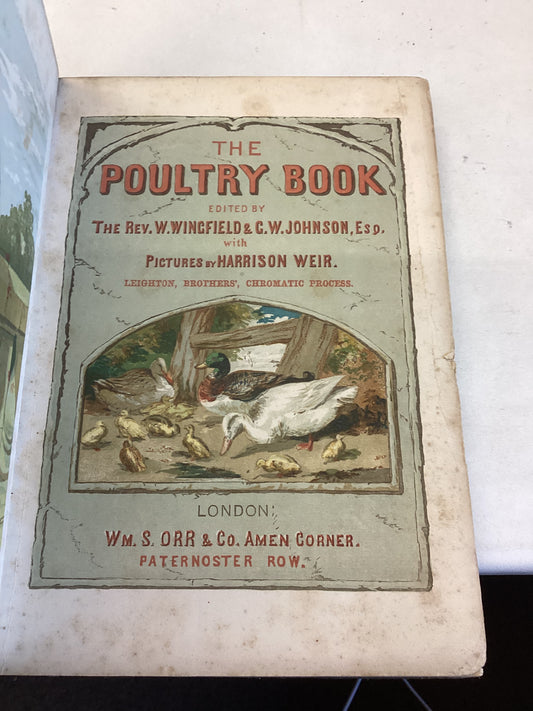 THE
POULTRY BOOK
EDITED BY
THE REV. W. WINGFIELD & G. W. JOHNSON, ESQ.
with
PICTURES BY HARRISON WEIR.
LEIGHTON, BROTHERS', CHROMATIC PROCESS.
LONDON:
WM. S. ORR & CO. AMEN CORNER.
PATERNOSTER ROW.